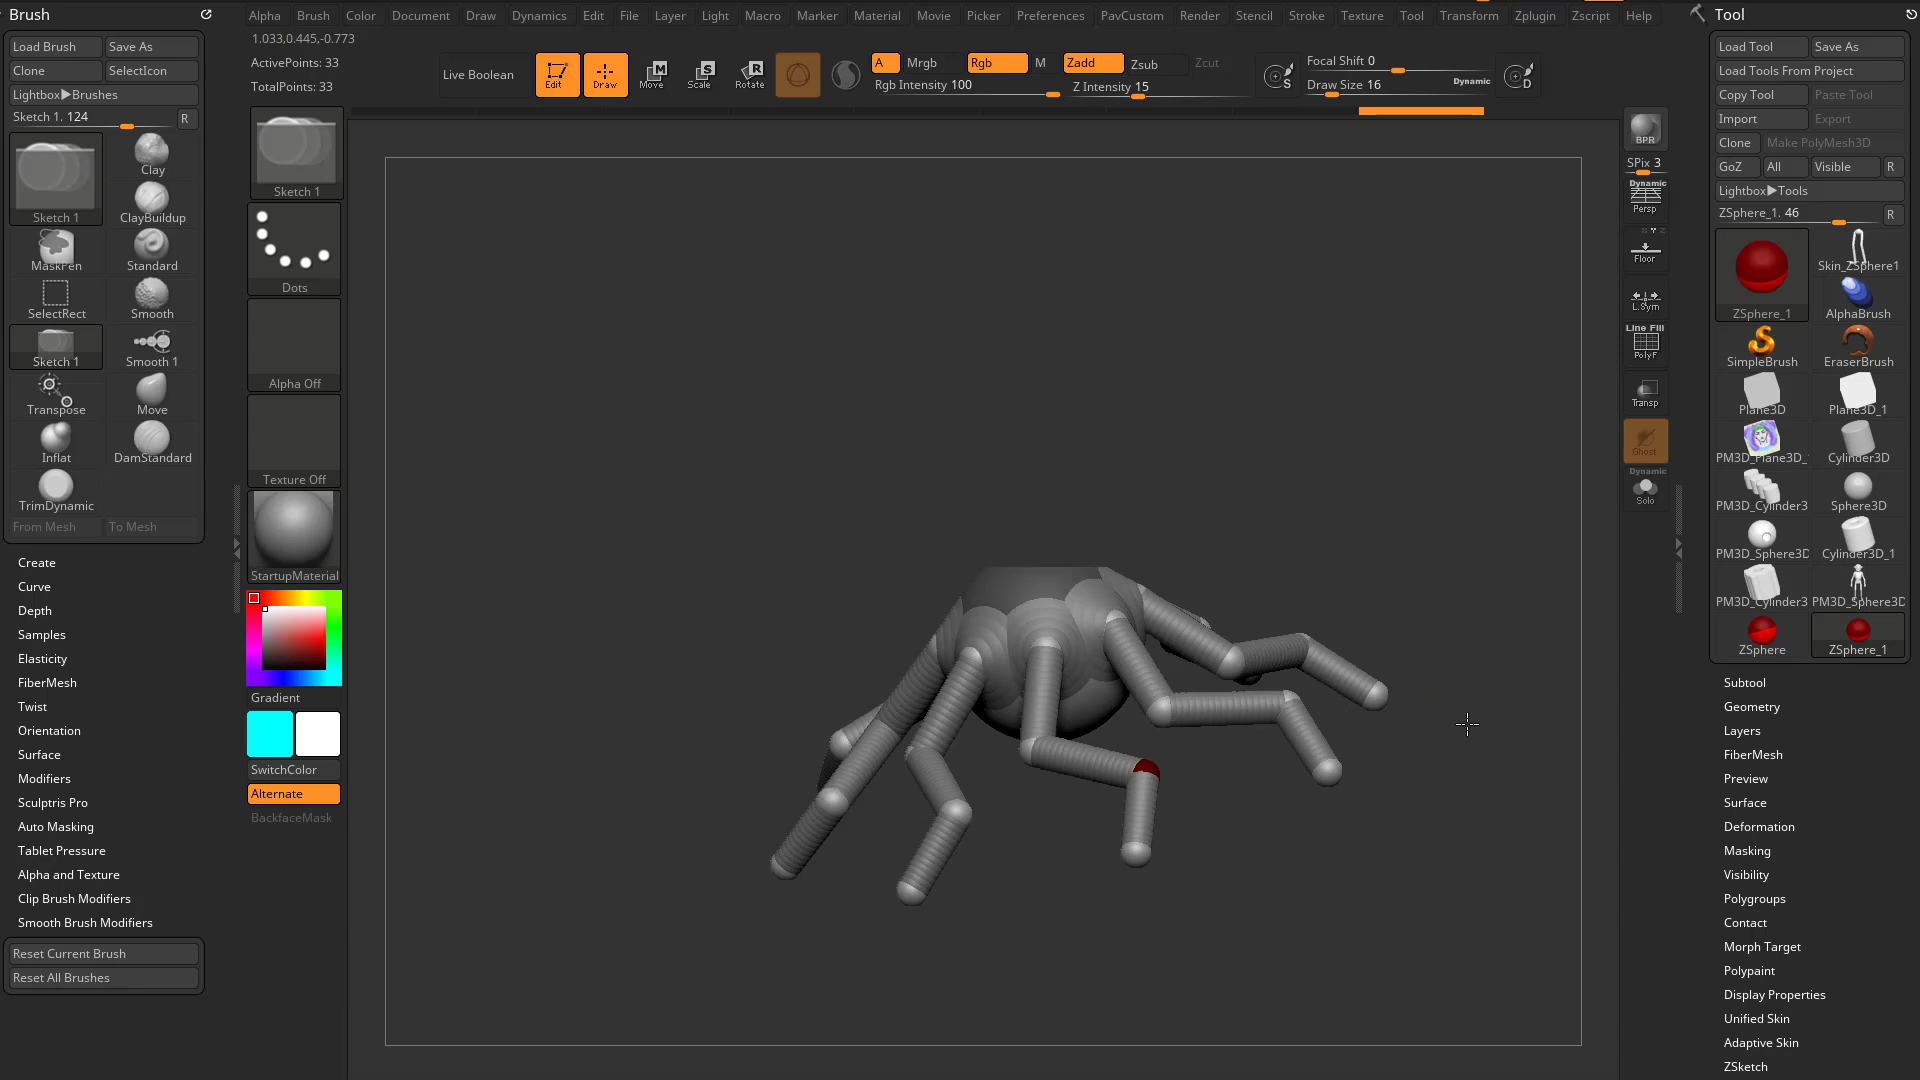 Brush
Load Brush Save As
Clone SelectIcon
Lightbox▶Brushes
Sketch 1. 124 R
Sketch 1
Clay
ClayBuildup
MaskPen Standard
SelectRect Smooth
Sketch 1 Smooth 1
Transpose Move
Inflat DamStandard
TrimDynamic
From Mesh To Mesh
Create
Curve
Depth
Samples
Elasticity
FiberMesh
Twist
Orientation
Surface
Modifiers
Sculptris Pro
Auto Masking
Tablet Pressure
Alpha and Texture
Clip Brush Modifiers
Smooth Brush Modifiers
Reset Current Brush
Reset All Brushes
Alpha Brush Color Document Draw Dynamics Edit File Layer Light Macro Marker Material Movie Picker Preferences PavCustom Render Stencil Stroke Texture Tool Transform Zplugin Zscript Help
1.033,0.445,-0.773
ActivePoints: 33
TotalPoints: 33
Live Boolean
Edit Draw Move Scale Rotate
A Mrgb Rgb M Zadd Zsub Zcut
Rgb Intensity 100 Z Intensity 15
S
Focal Shift 0
Draw Size 16 Dynamic
D
Sketch 1
Dots
Alpha Off
Texture Off
StartupMaterial
Gradient
SwitchColor
Alternate
BackfaceMask
BPR
SPix 3
Dynamic
Persp
Floor
L.Sym
Line Fill
PolyF
Transp
Ghost
Dynamic
Solo
Tool
Load Tool Save As
Load Tools From Project
Copy Tool Paste Tool
Import Export
Clone Make PolyMesh3D
GoZ All Visible R
Lightbox▶Tools
ZSphere_1. 46 R
ZSphere_1
Skin_ZSphere1
AlphaBrush
SimpleBrush EraserBrush
Plane3D Plane3D_1
PM3D_Plane3D_ Cylinder3D
PM3D_Cylinder3 Sphere3D
PM3D_Sphere3D Cylinder3D_1
PM3D_Cylinder3 PM3D_Sphere3D
ZSphere ZSphere_1
Subtool
Geometry
Layers
FiberMesh
Preview
Surface
Deformation
Masking
Visibility
Polygroups
Contact
Morph Target
Polypaint
Display Properties
Unified Skin
Adaptive Skin
ZSketch